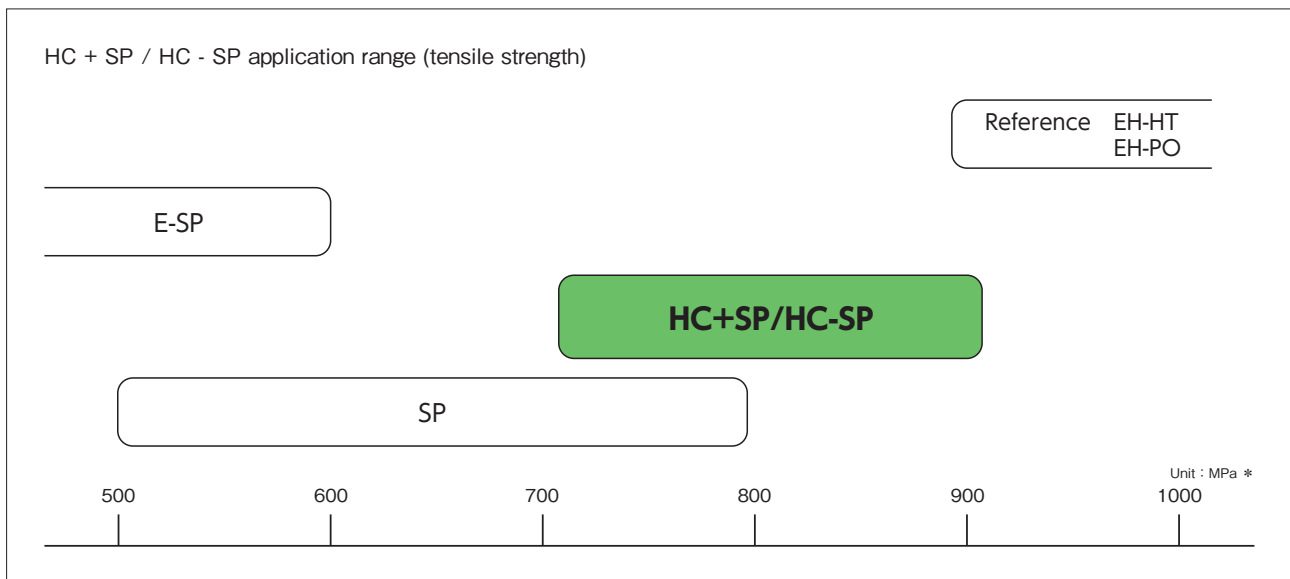 HC + SP / HC - SP application range (tensile strength)
Reference EH-HT
EH-PO
E-SP
HC+SP/HC-SP
SP
Unit : MPa *
500 600 700 800 900 1000